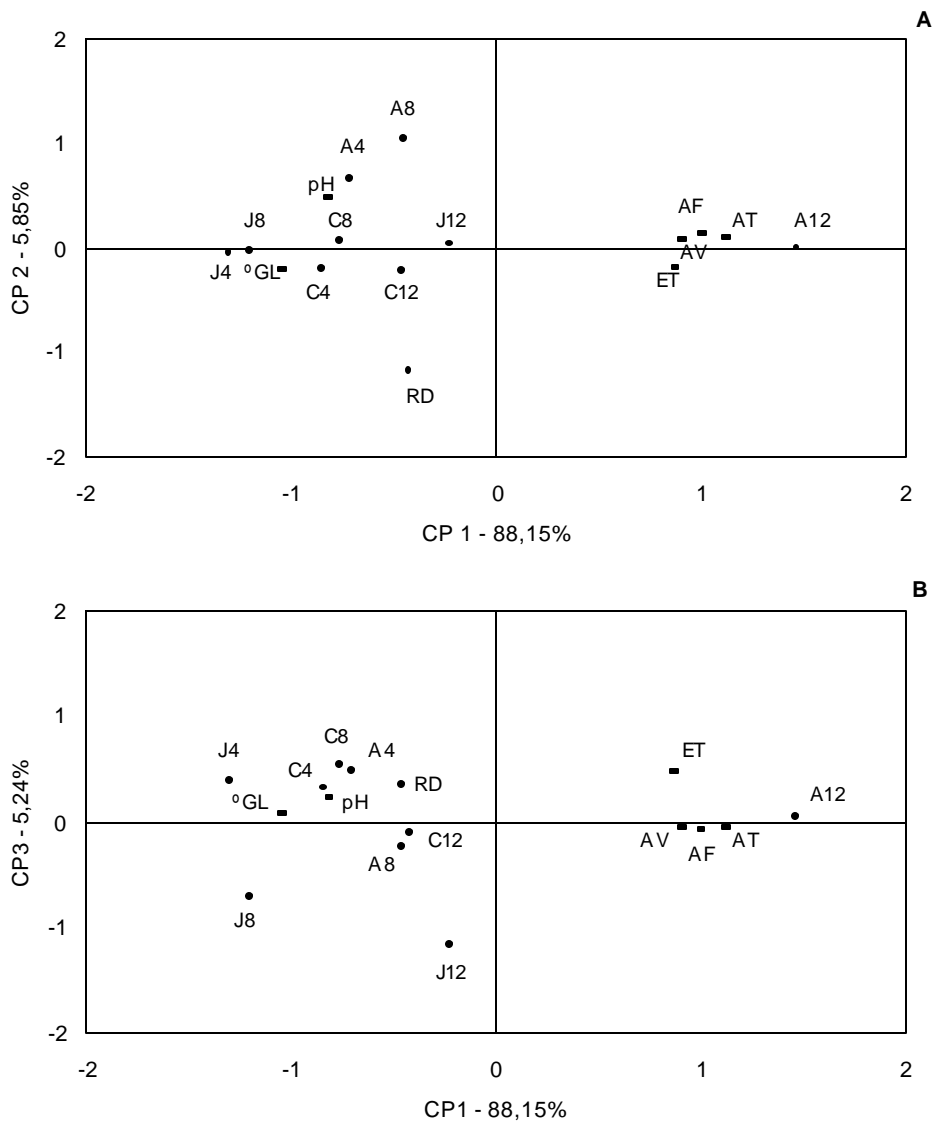 A
2
A8
1
A4
pH
AF
J8
C8
J12
AT
A12
0
AV
J4
ºGL
ET
C4
C12
-1
RD
-2
-2
-1
0
1
2
CP 2 - 5,85%
CP 1 - 88,15%
B
2
1
C8
ET
J4
A4
C4
RD
A12
ºGL
pH
0
C12
AV
AF
AT
A8
J8
-1
J12
-2
-2
-1
0
1
2
CP3 - 5,24%
CP1 - 88,15%